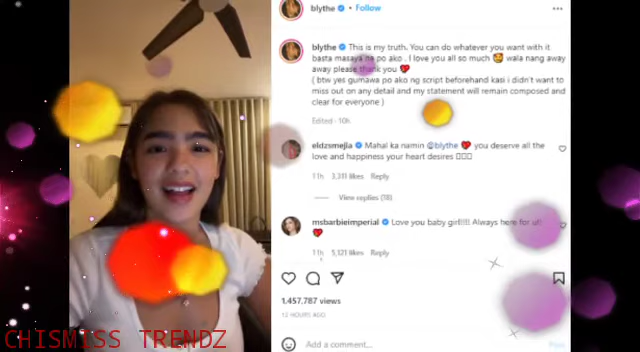 blythe • Follow
blythe This is my truth. You can do whatever you want with it
basta masaya na po ako . I love you all so much 🥰 wala nang away
away please thank you ❤️
( btw yes gumawa po ako ng script beforehand kasi i didn't want to
miss out on any detail and my statement will remain composed and
clear for everyone )
Edited · 10h
eldzsmejia Mahal ka namin @blythe ❤️ you deserve all the
love and happiness your heart desires
11h 3,311 likes Reply
View replies (18)
msbarbieimperial Love you baby girl!!!! Always here for u!!
❤️
11h 5,121 likes Reply
1,457,787 views
12 HOURS AGO
Add a comment...
Post
CHISMISS TRENDZ